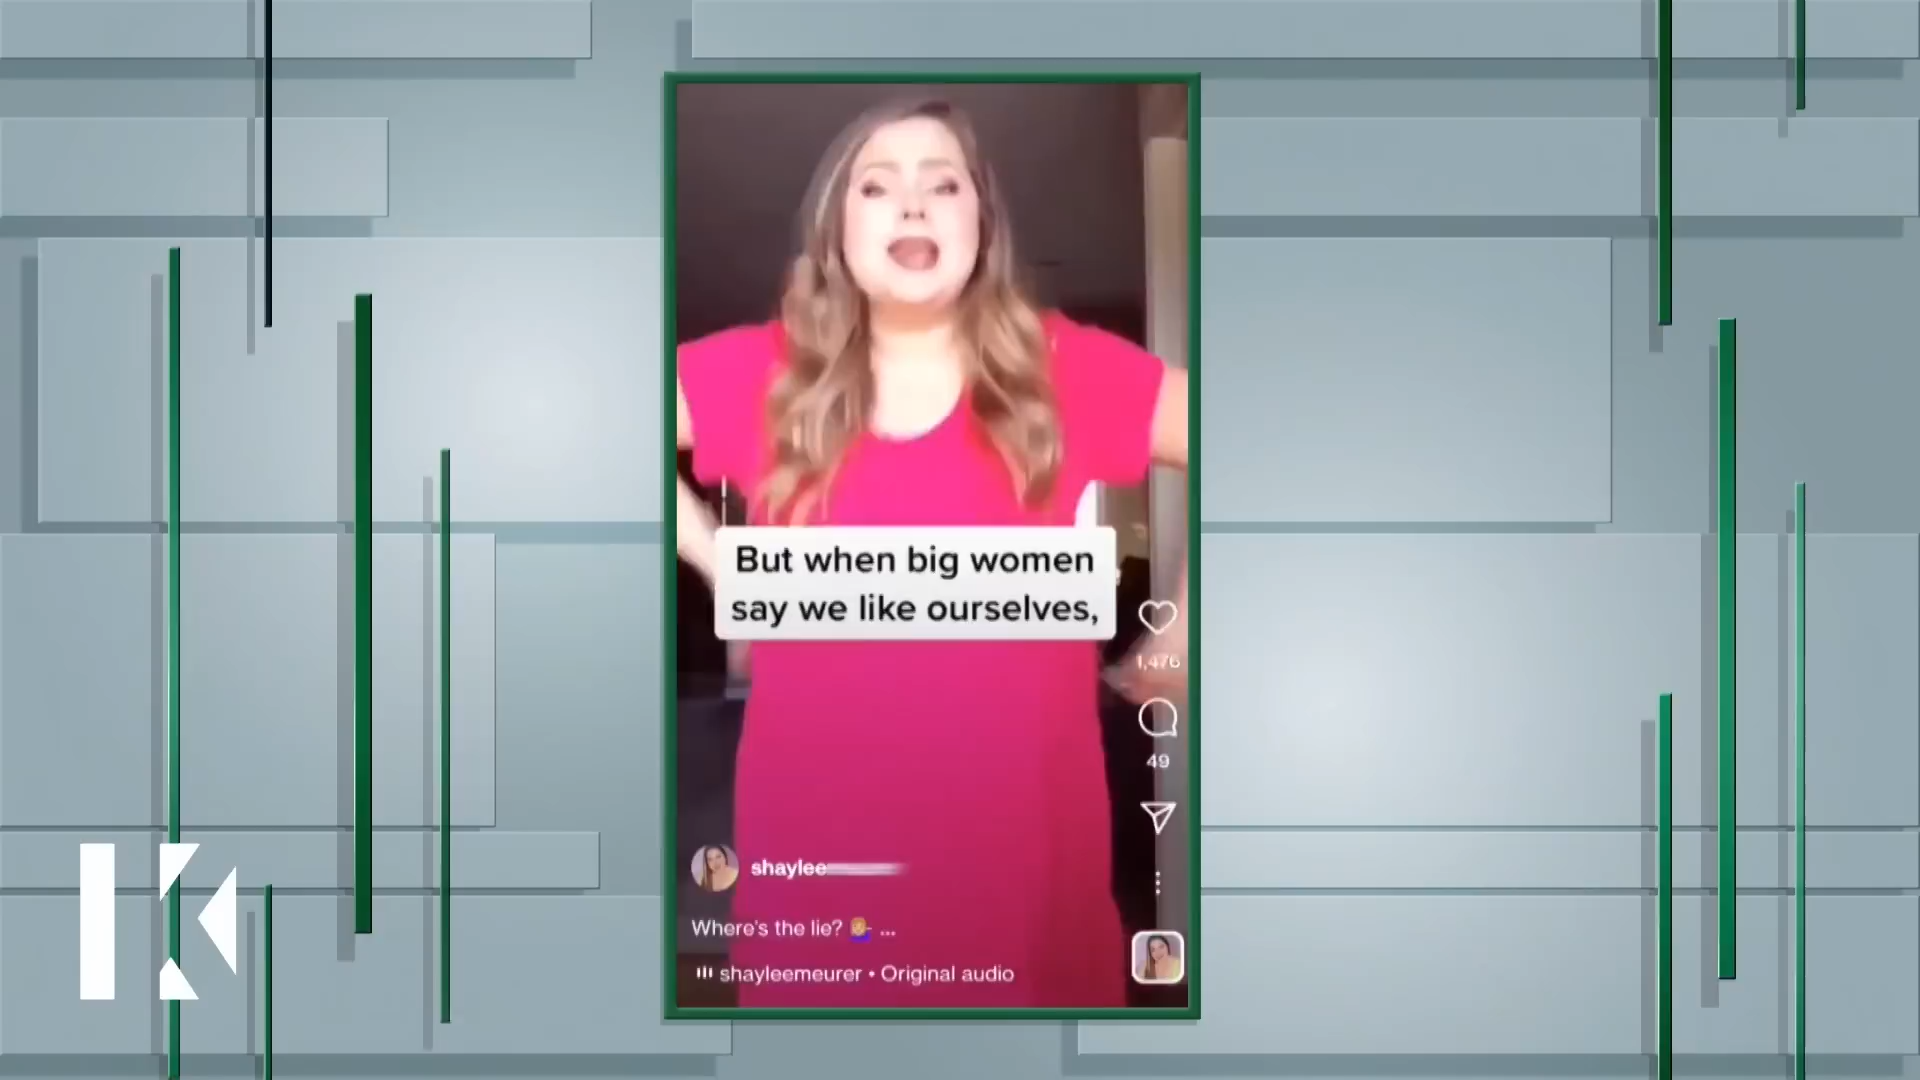 But when big women
say we like ourselves,
1,476
49
shaylee
Where's the lie? ...
shayleemeurer • Original audio
K